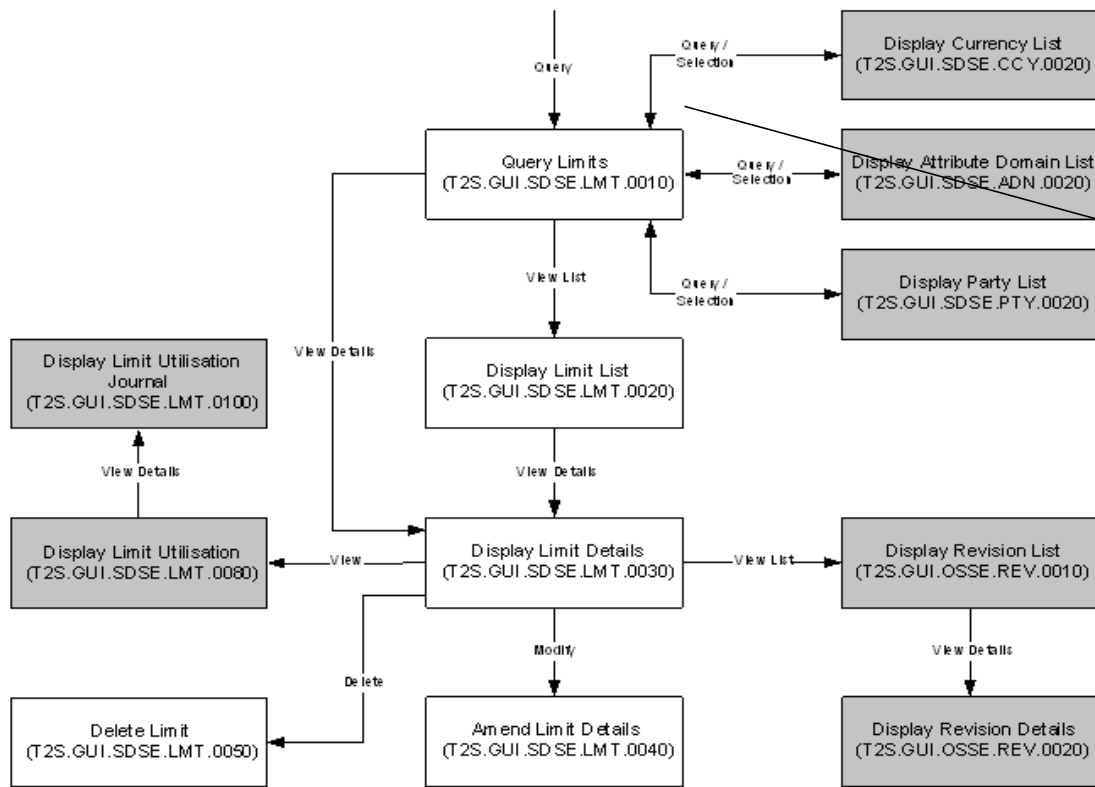 Display Currency List
(T2S.GUI.SDSE.CCY.0020)
Query /
Selection
Query
Query Limits
(T2S.GUI.SDSE.LMT.0010)
Query /
Selection
Display Attribute Domain List
(T2S.GUI.SDSE.ADN.0020)
View List
Query /
Selection
Display Party List
(T2S.GUI.SDSE.PTY.0020)
View Details
Display Limit Utilisation
Journal
(T2S.GUI.SDSE.LMT.0100)
Display Limit List
(T2S.GUI.SDSE.LMT.0020)
View Details
View Details
Display Limit Utilisation
(T2S.GUI.SDSE.LMT.0080)
View
Display Limit Details
(T2S.GUI.SDSE.LMT.0030)
View List
Display Revision List
(T2S.GUI.OSSE.REV.0010)
Modify
View Details
Delete
Delete Limit
(T2S.GUI.SDSE.LMT.0050)
Amend Limit Details
(T2S.GUI.SDSE.LMT.0040)
Display Revision Details
(T2S.GUI.OSSE.REV.0020)